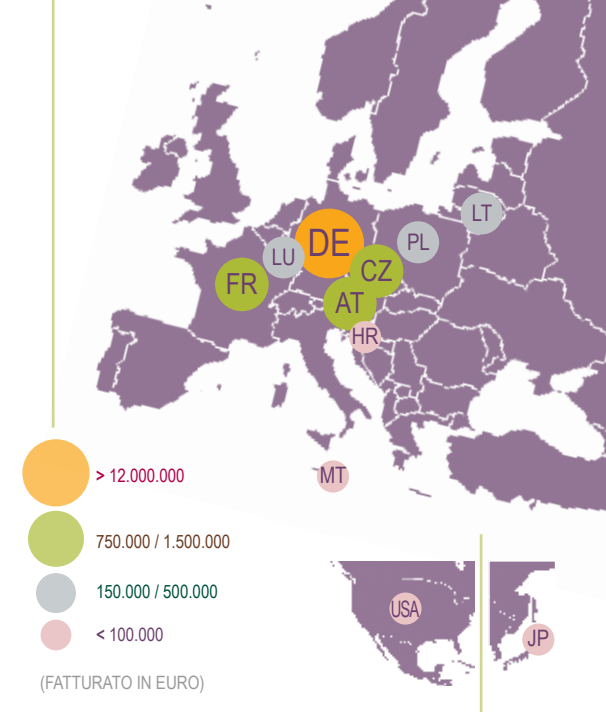 LT
PL
DE
LU
CZ
FR
AT
HR
MT
> 12.000.000
750.000 / 1.500.000
150.000 / 500.000
< 100.000
(FATTURATO IN EURO)
USA
JP